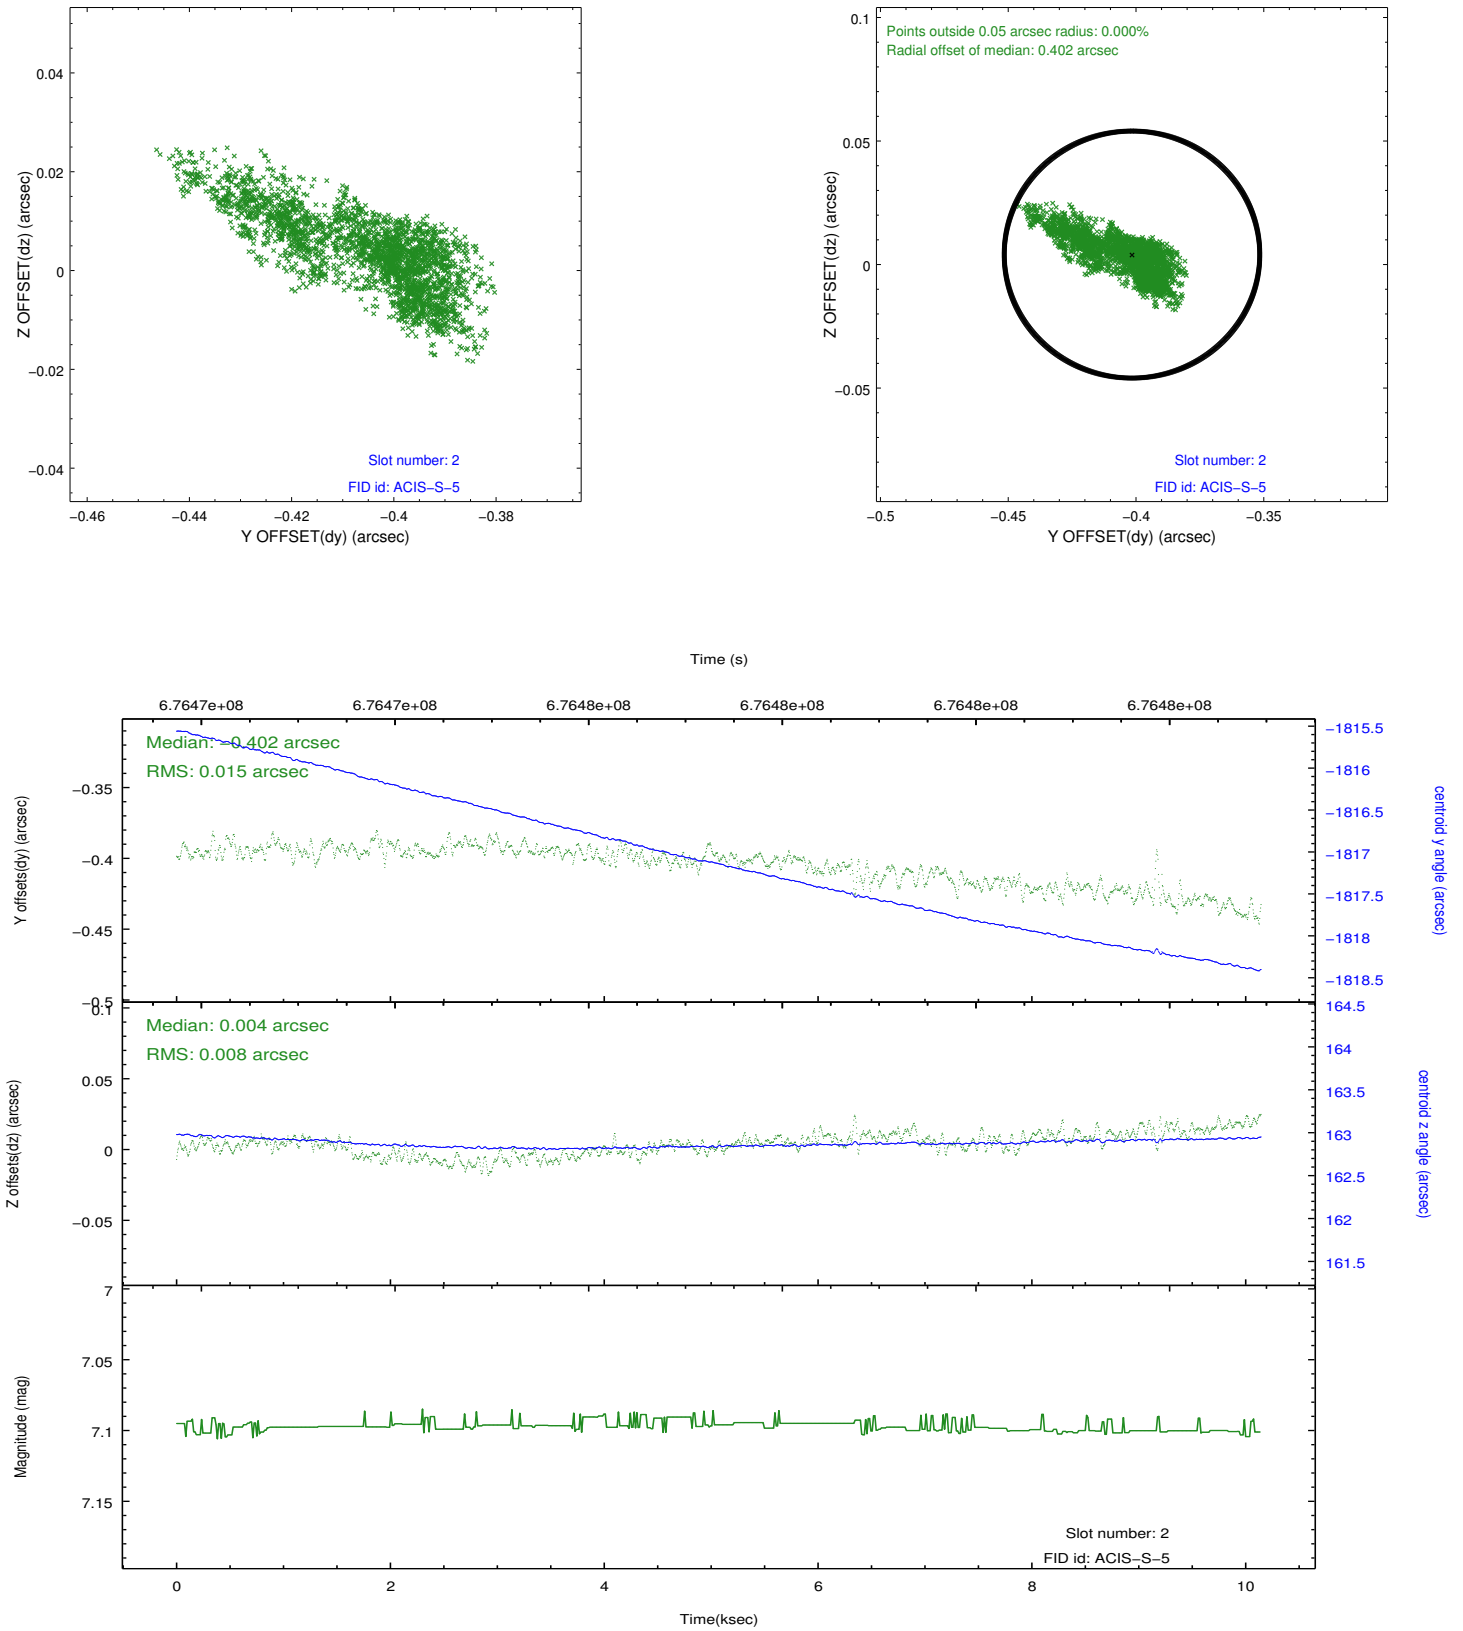 0.04
0.02
0
−0.02
−0.04
Z OFFSET(dz) (arcsec)
Slot number: 2
FID id: ACIS−S−5
−0.46
−0.44
−0.42
−0.4
−0.38
Y OFFSET(dy) (arcsec)
0.1
0.05
0
−0.05
Z OFFSET(dz) (arcsec)
Points outside 0.05 arcsec radius: 0.000%
Radial offset of median: 0.402 arcsec
Slot number: 2
FID id: ACIS−S−5
−0.5
−0.45
−0.4
−0.35
Y OFFSET(dy) (arcsec)
Time (s)
6.7647e+08
6.7647e+08
6.7648e+08
6.7648e+08
6.7648e+08
6.7648e+08
Median: −0.402 arcsec
RMS: 0.015 arcsec
−0.35
−0.4
−0.45
−0.5
Y offsets(dy) (arcsec)
−1815.5
−1816
−1816.5
−1817
−1817.5
−1818
−1818.5
centroid y angle (arcsec)
Median: 0.004 arcsec
RMS: 0.008 arcsec
0.1
0.05
0
−0.05
Z offsets(dz) (arcsec)
164.5
164
163.5
163
162.5
162
161.5
centroid z angle (arcsec)
7
7.05
7.1
7.15
Magnitude (mag)
Slot number: 2
FID id: ACIS−S−5
0
2
4
6
8
10
Time(ksec)